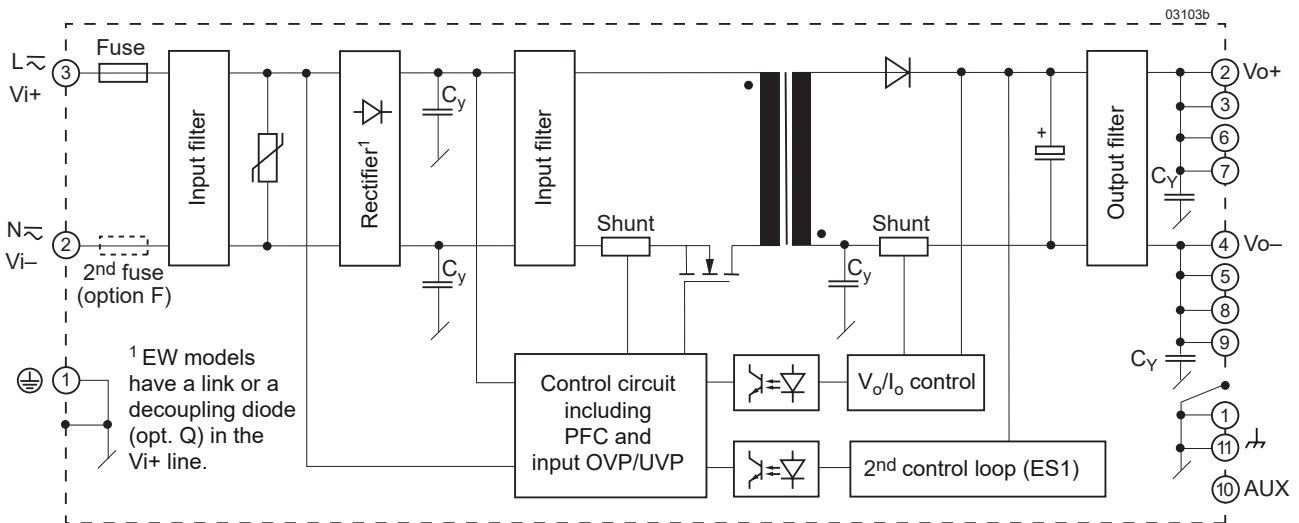 03103b
L
3
Vi+
Fuse
Input filter
Rectifier1
Cy
Input filter
+
Output filter
2 Vo+
3
6
7
CY
N
2
Vi–
2nd fuse
(option F)
Cy
Shunt
Cy
Shunt
4 Vo–
5
8
9
CY
1
1 EW models
have a link or a
decoupling diode
(opt. Q) in the
Vi+ line.
Control circuit
including
PFC and
input OVP/UVP
Vo/Io control
2nd control loop (ES1)
1
11
10 AUX